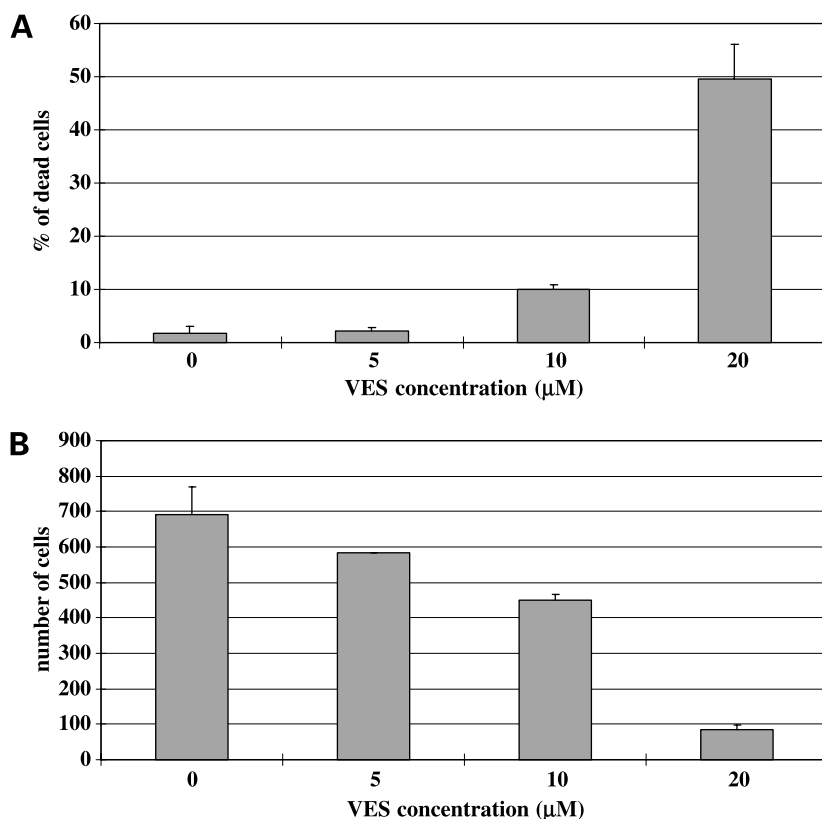 A
60
50
40
30
20
10
0
% of dead cells
0 5 10 20
VES concentration (μM)
B
900
800
700
600
500
400
300
200
100
0
number of cells
0 5 10 20
VES concentration (μM)